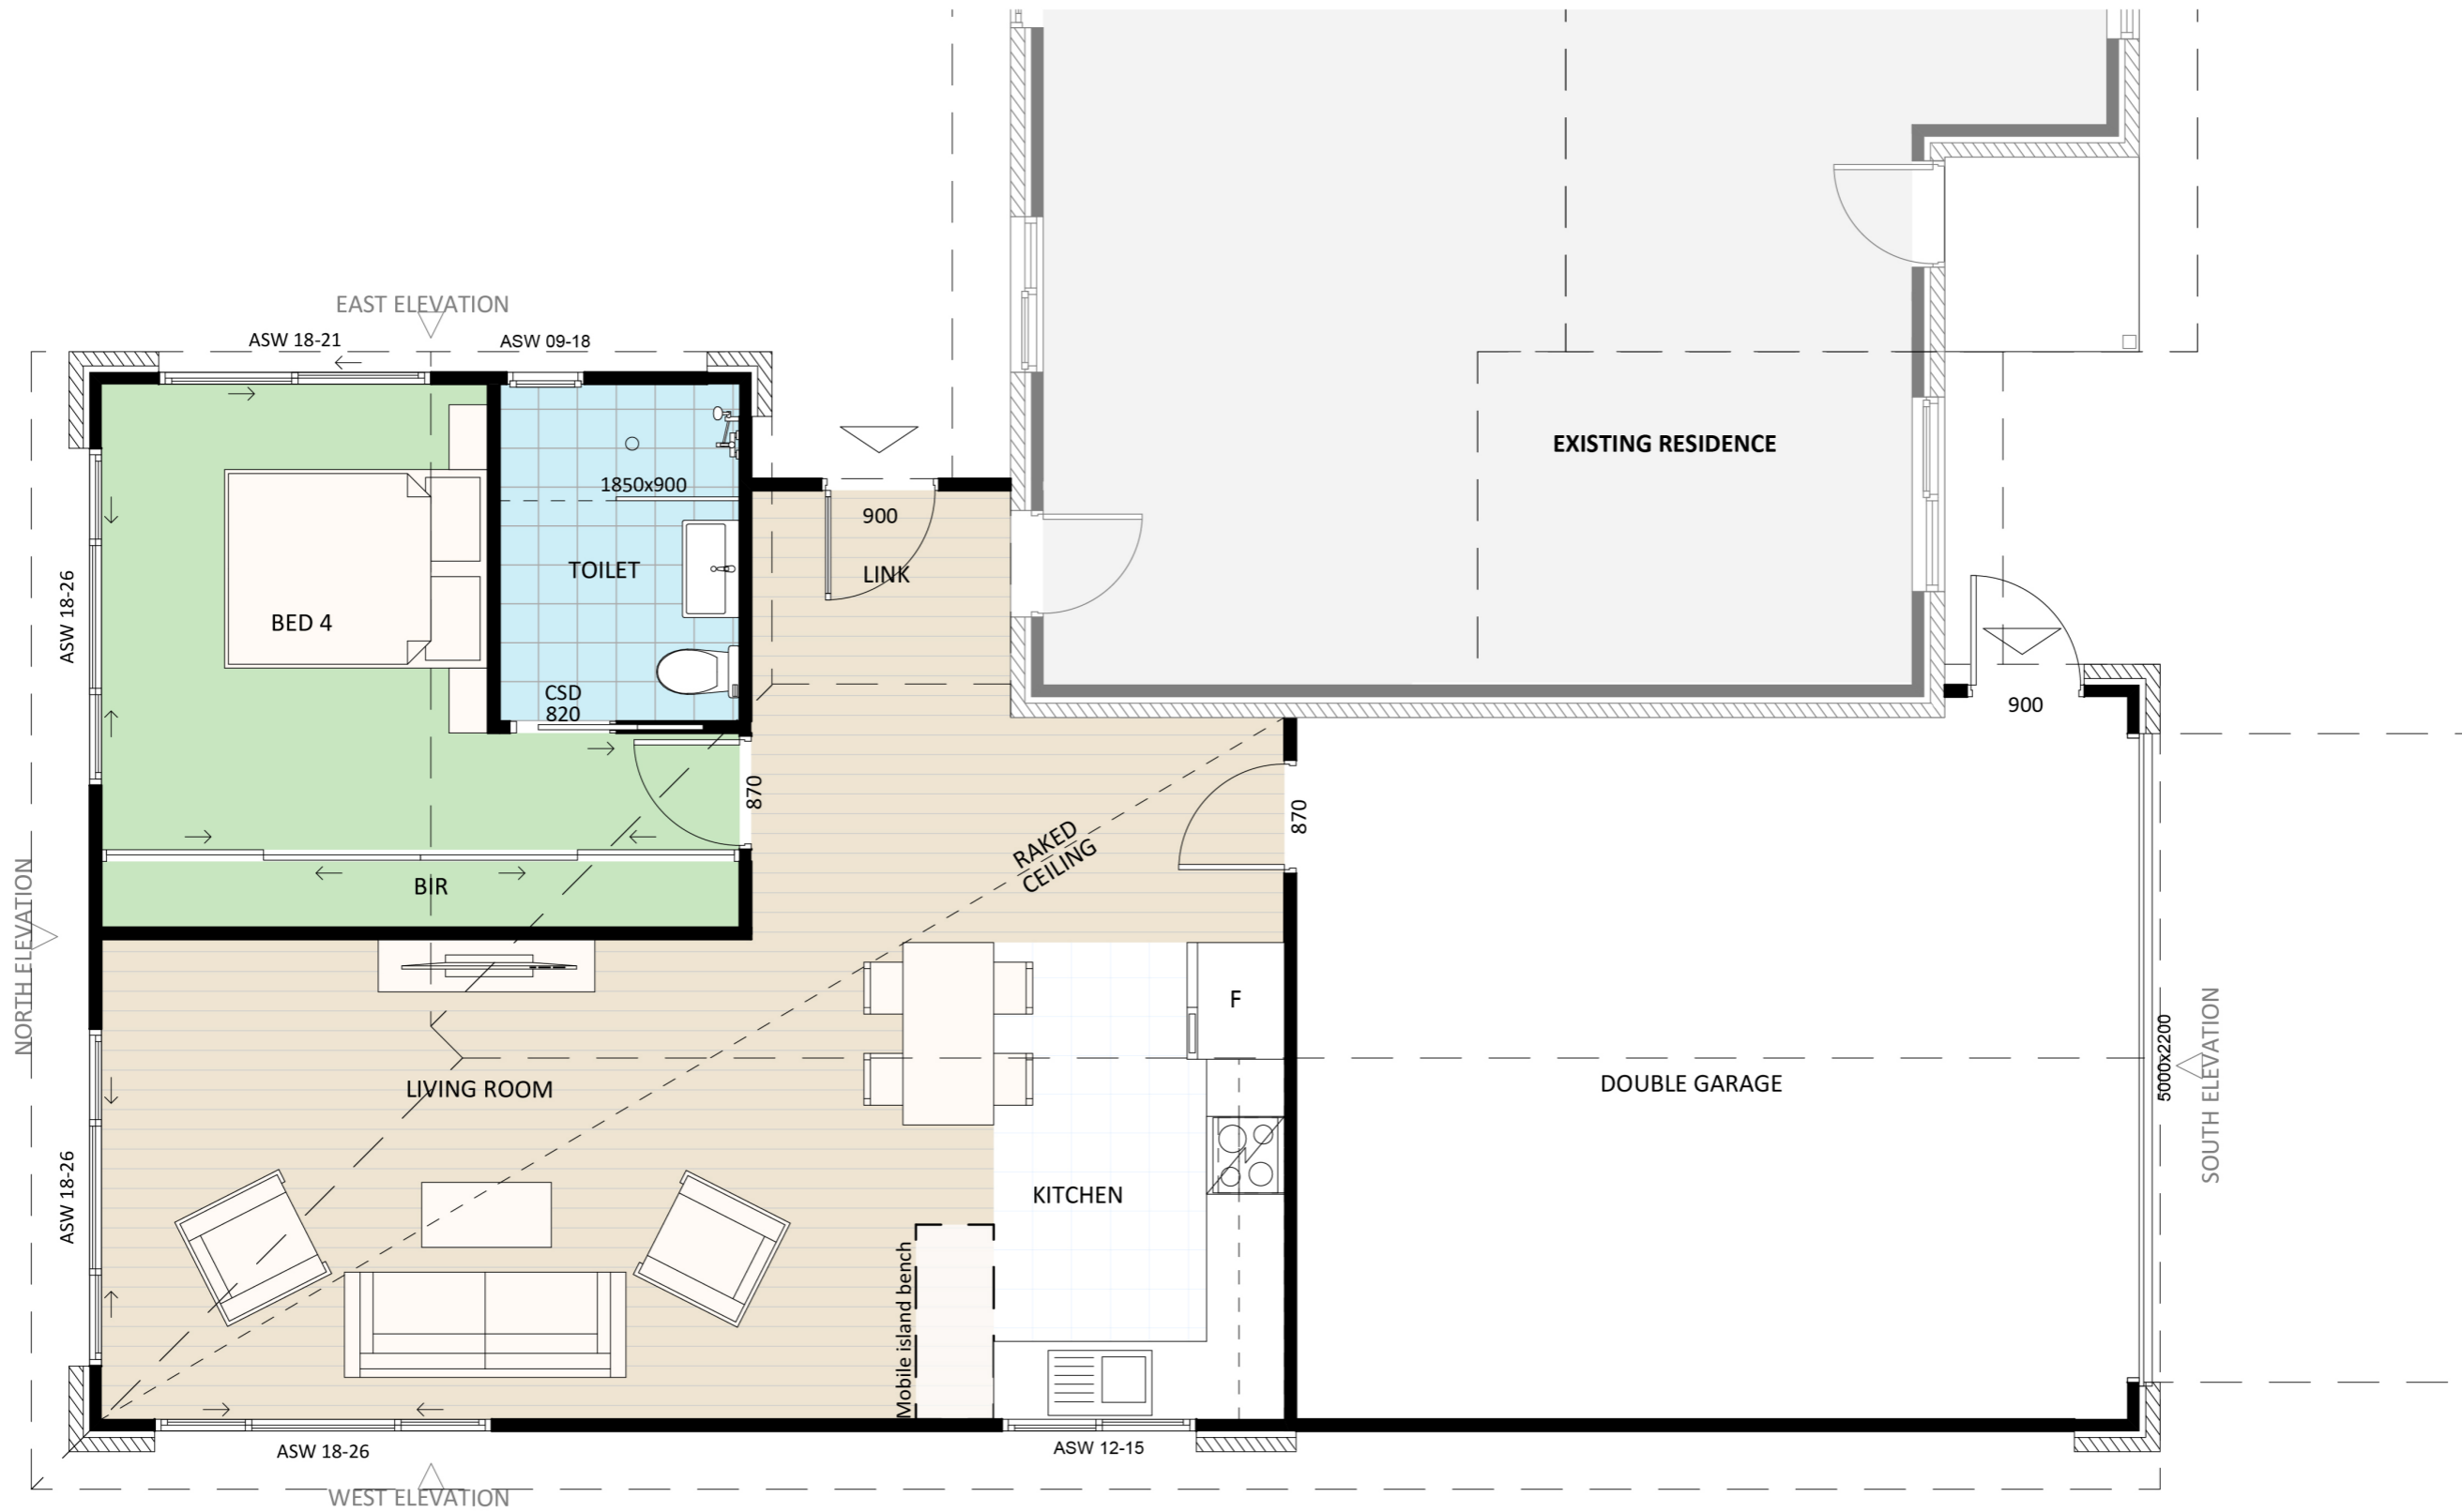 EAST ELEVATION
ASW 18-21
ASW 09-18
EXISTING RESIDENCE
1850x900
900
TOILET
LINK
ASW 18-26
BED 4
CSD
820
900
870
870
RAKED
CEILING
BIR
NORTH ELEVATION
F
5000x2200
SOUTH ELEVATION
LIVING ROOM
DOUBLE GARAGE
ASW 18-26
KITCHEN
Mobile island bench
ASW 18-26
ASW 12-15
WEST ELEVATION